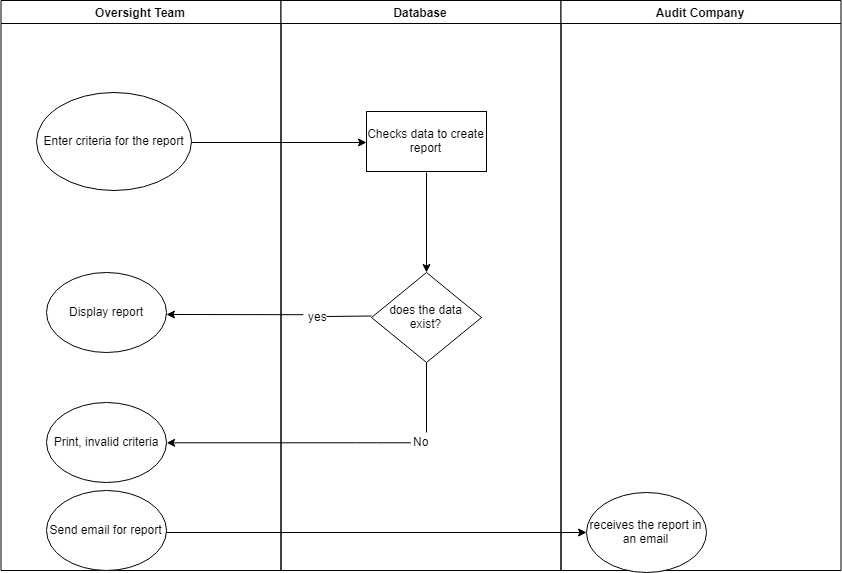 Oversight Team
Database
Audit Company
Enter criteria for the report
Checks data to create
report
does the data
exist?
yes
Display report
No
Print, invalid criteria
Send email for report
receives the report in
an email